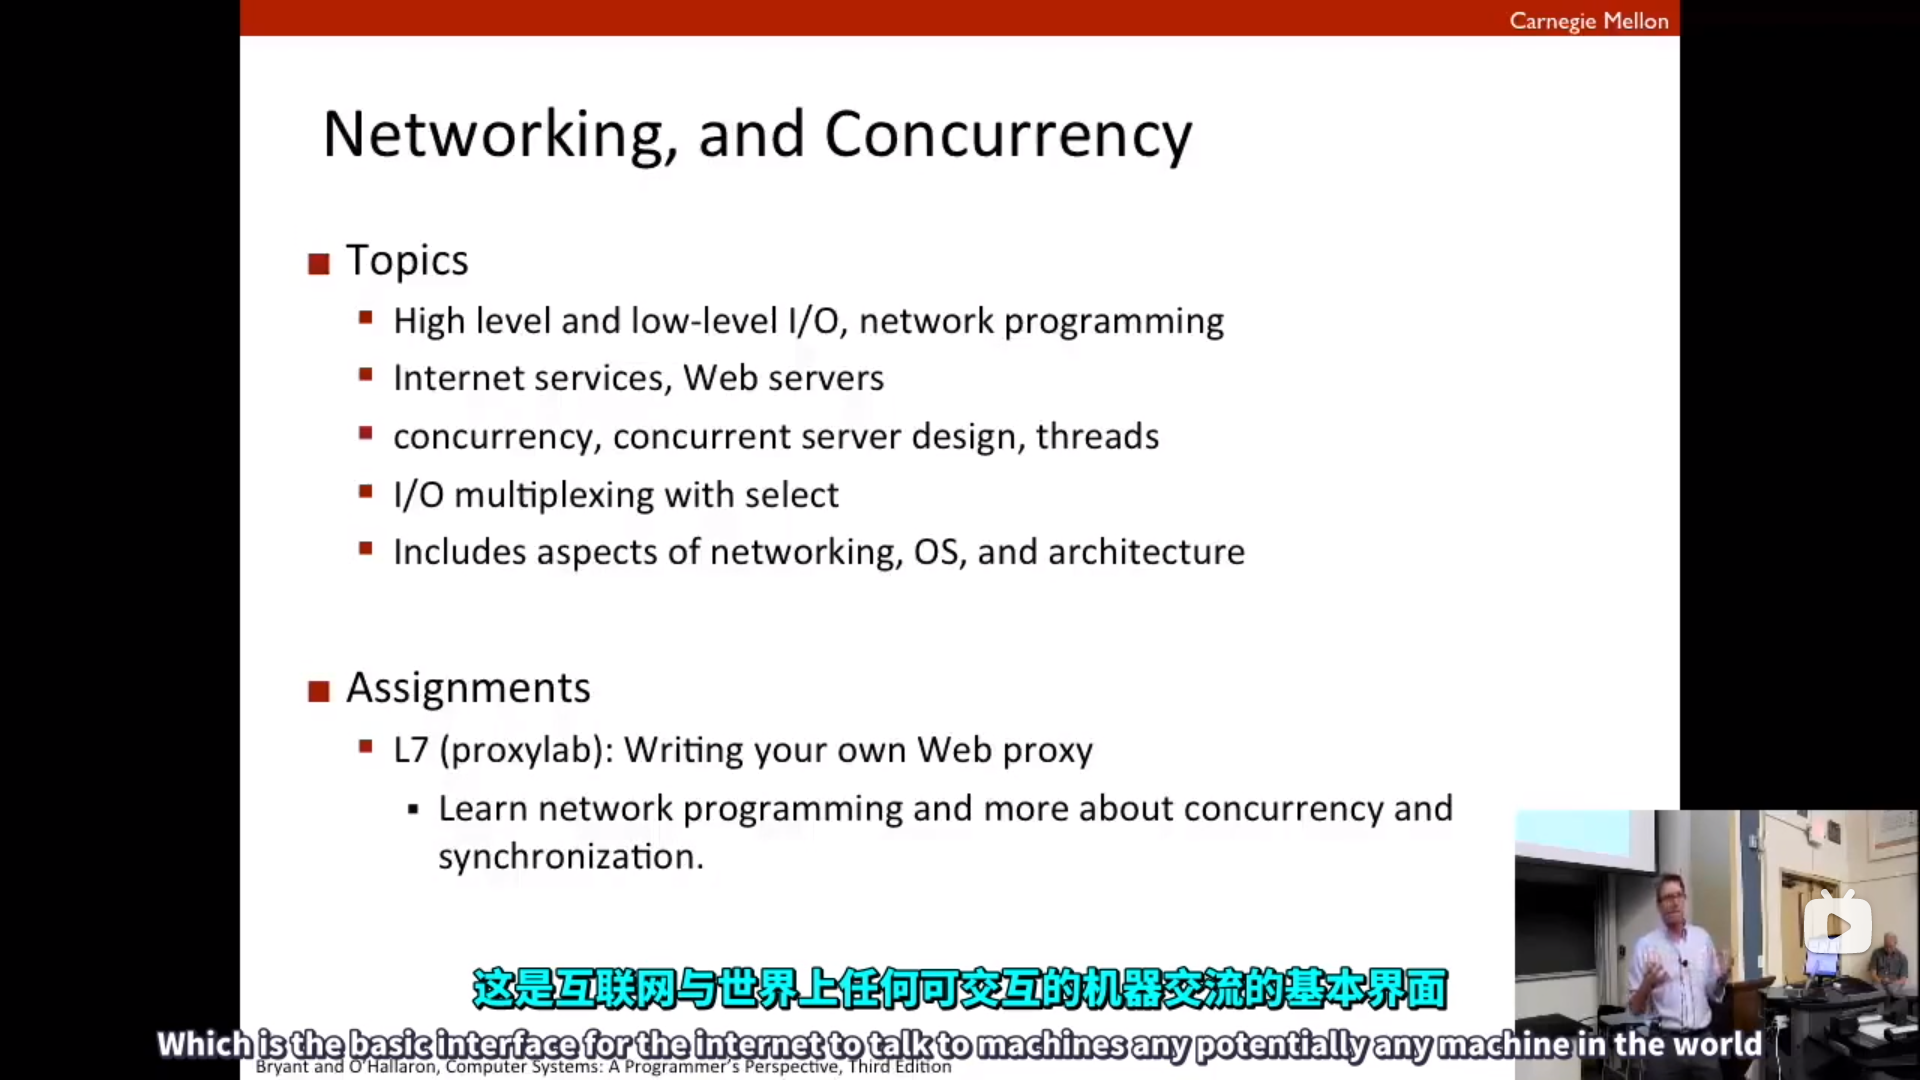 Carnegie Mellon
Networking, and Concurrency
Topics
High level and low-level I/O, network programming
Internet services, Web servers
concurrency, concurrent server design, threads
I/O multiplexing with select
Includes aspects of networking, OS, and architecture
Assignments
L7 (proxylab): Writing your own Web proxy
Learn network programming and more about concurrency and
synchronization.
这是互联网与世界上任何可交互的机器交流的基本界面
Which is the basic interface for the internet to talk to machines any potentially any machine in the world
Bryant and O'Hallaron, Computer Systems: A Programmer's Perspective, Third Edition